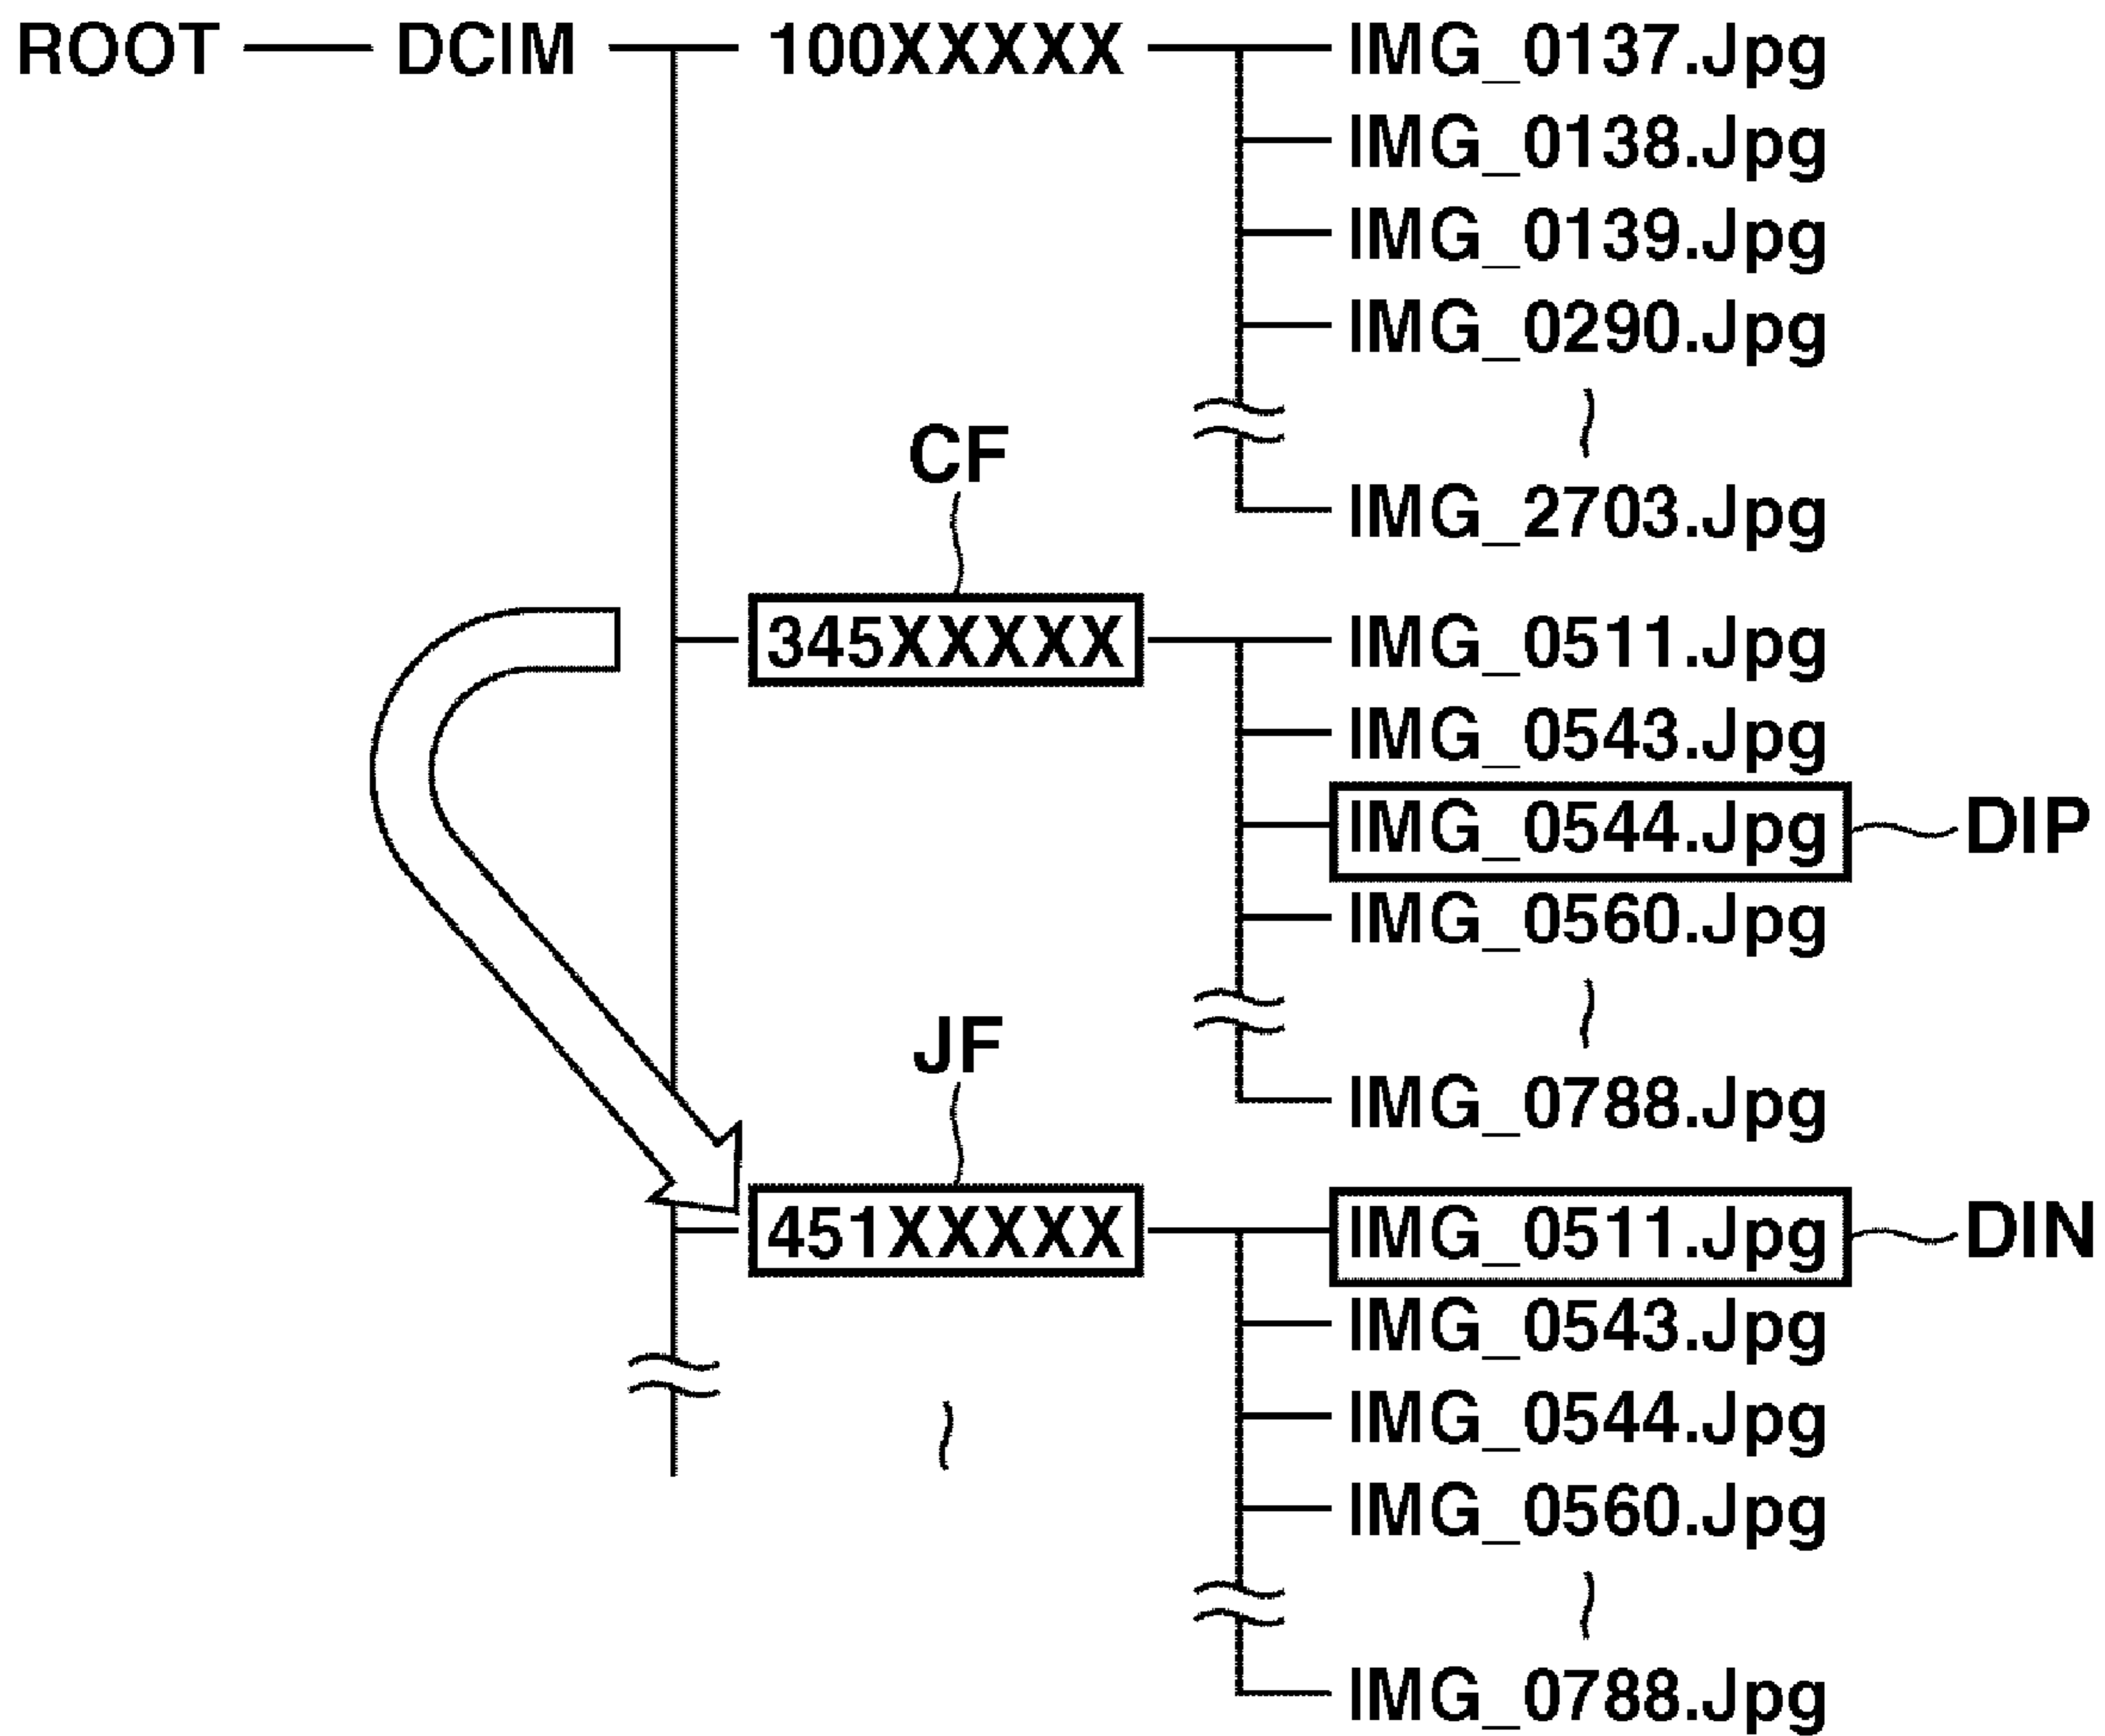 ROOT DCIM 100XXXXX IMG_0137.Jpg
IMG_0138.Jpg
IMG_0139.Jpg
IMG_0290.Jpg
CF
IMG_2703.Jpg
345XXXXX IMG_0511.Jpg
IMG_0543.Jpg
IMG_0544.Jpg DIP
IMG_0560.Jpg
JF
IMG_0788.Jpg
451XXXXX IMG_0511.Jpg DIN
IMG_0543.Jpg
IMG_0544.Jpg
IMG_0560.Jpg
IMG_0788.Jpg